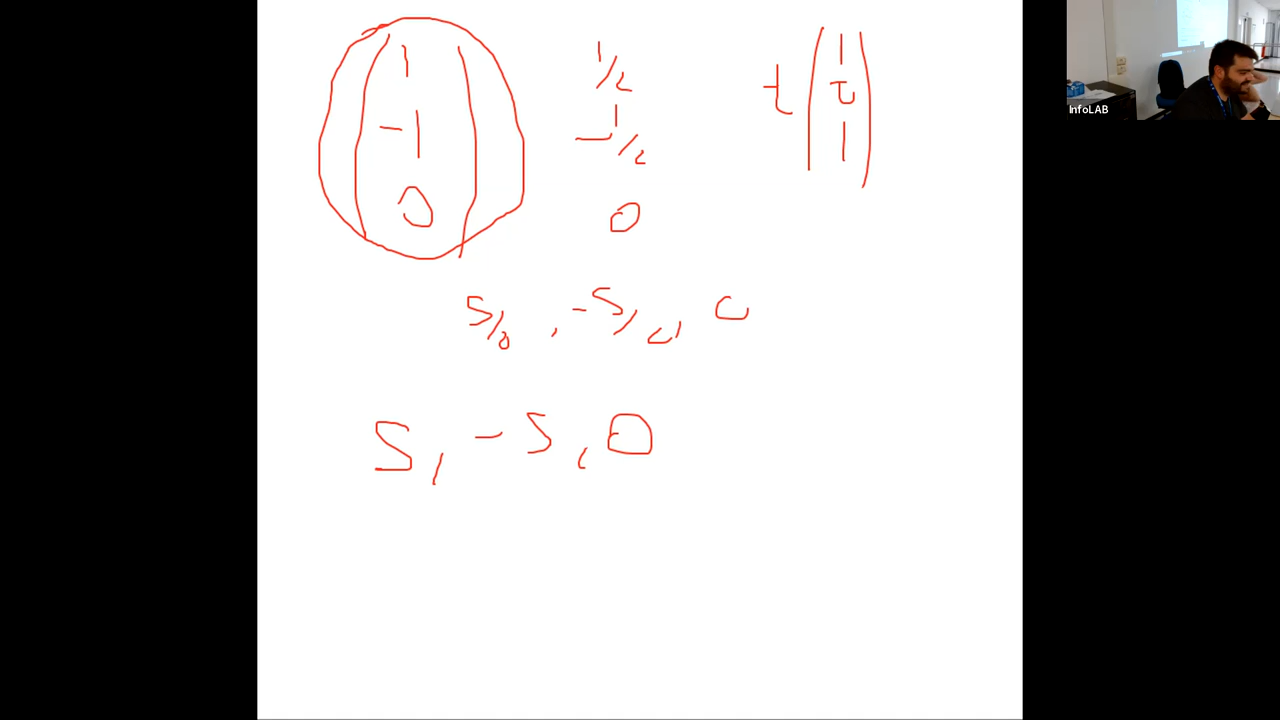 1 1/2 t 1
-1 -1/2 τ
0 0 1
s/0, -s/0, 0
s, -s, 0
InfoLAB